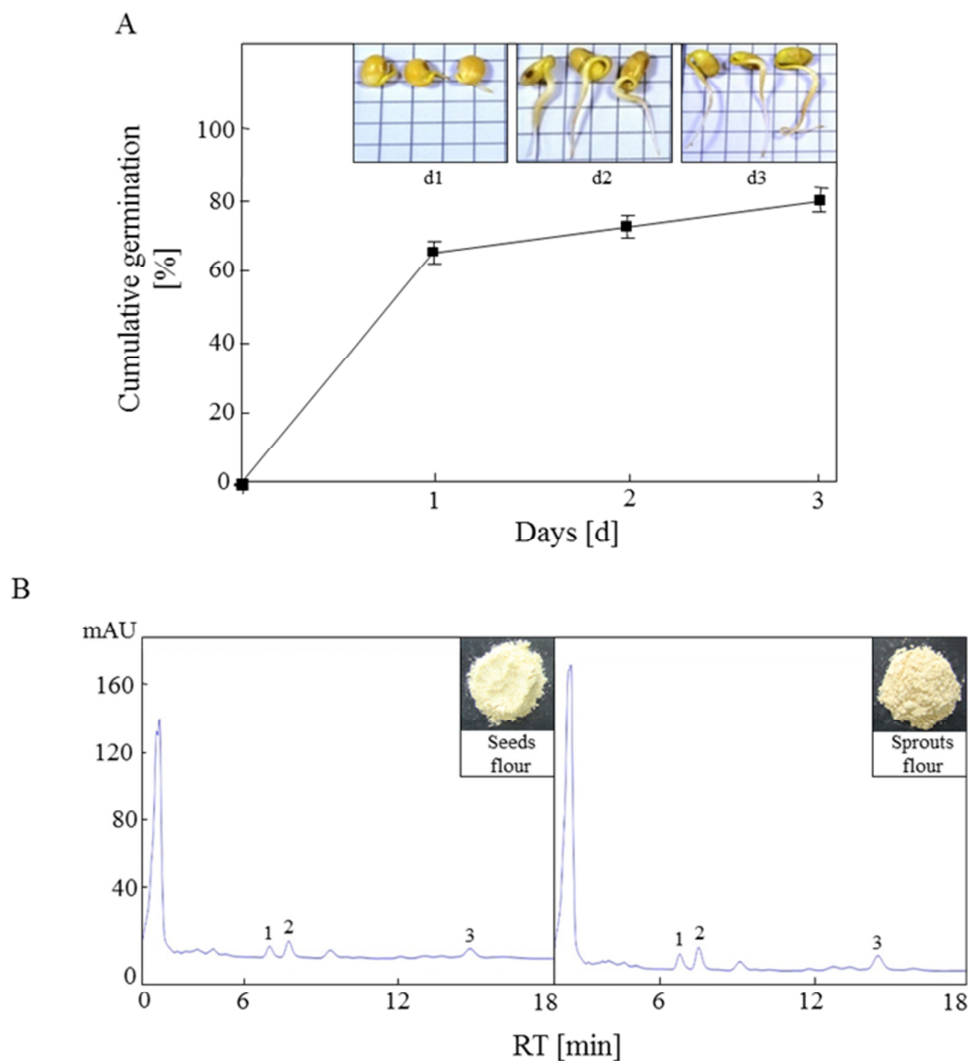 A
Cumulative germination
[%]
100
80
60
40
20
0
d1
d2
d3
1
2
3
Days [d]
B
mAU
160
120
80
40
0
Seeds
flour
Sprouts
flour
1
2
3
1
2
3
0
6
12
18
6
12
18
RT [min]